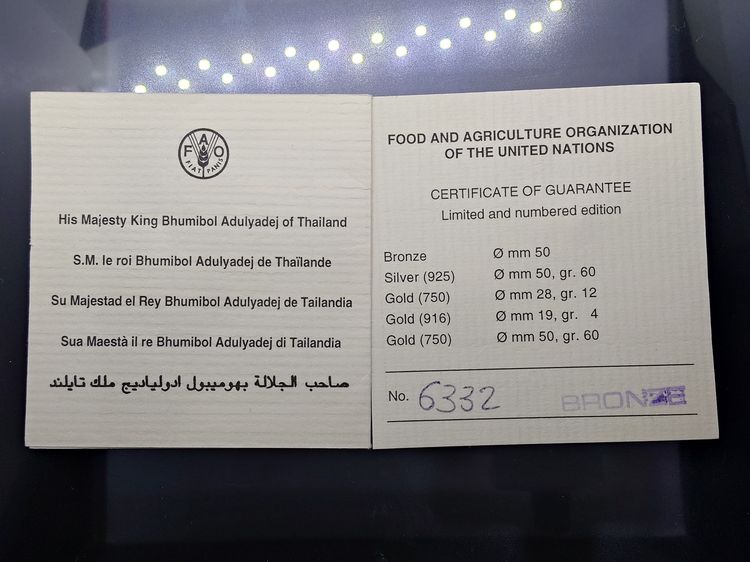 F A O
FIAT PANIS
His Majesty King Bhumibol Adulyadej of Thailand
S.M. le roi Bhumibol Adulyadej de Thaïlande
Su Majestad el Rey Bhumibol Adulyadej de Tailandia
Sua Maestà il re Bhumibol Adulyadej di Tailandia
صاحب الجلالة بهوميبول ادولياديج ملك تايلند
FOOD AND AGRICULTURE ORGANIZATION
OF THE UNITED NATIONS
CERTIFICATE OF GUARANTEE
Limited and numbered edition
Bronze Ø mm 50
Silver (925) Ø mm 50, gr. 60
Gold (750) Ø mm 28, gr. 12
Gold (916) Ø mm 19, gr. 4
Gold (750) Ø mm 50, gr. 60
No. 6332 BRONZE